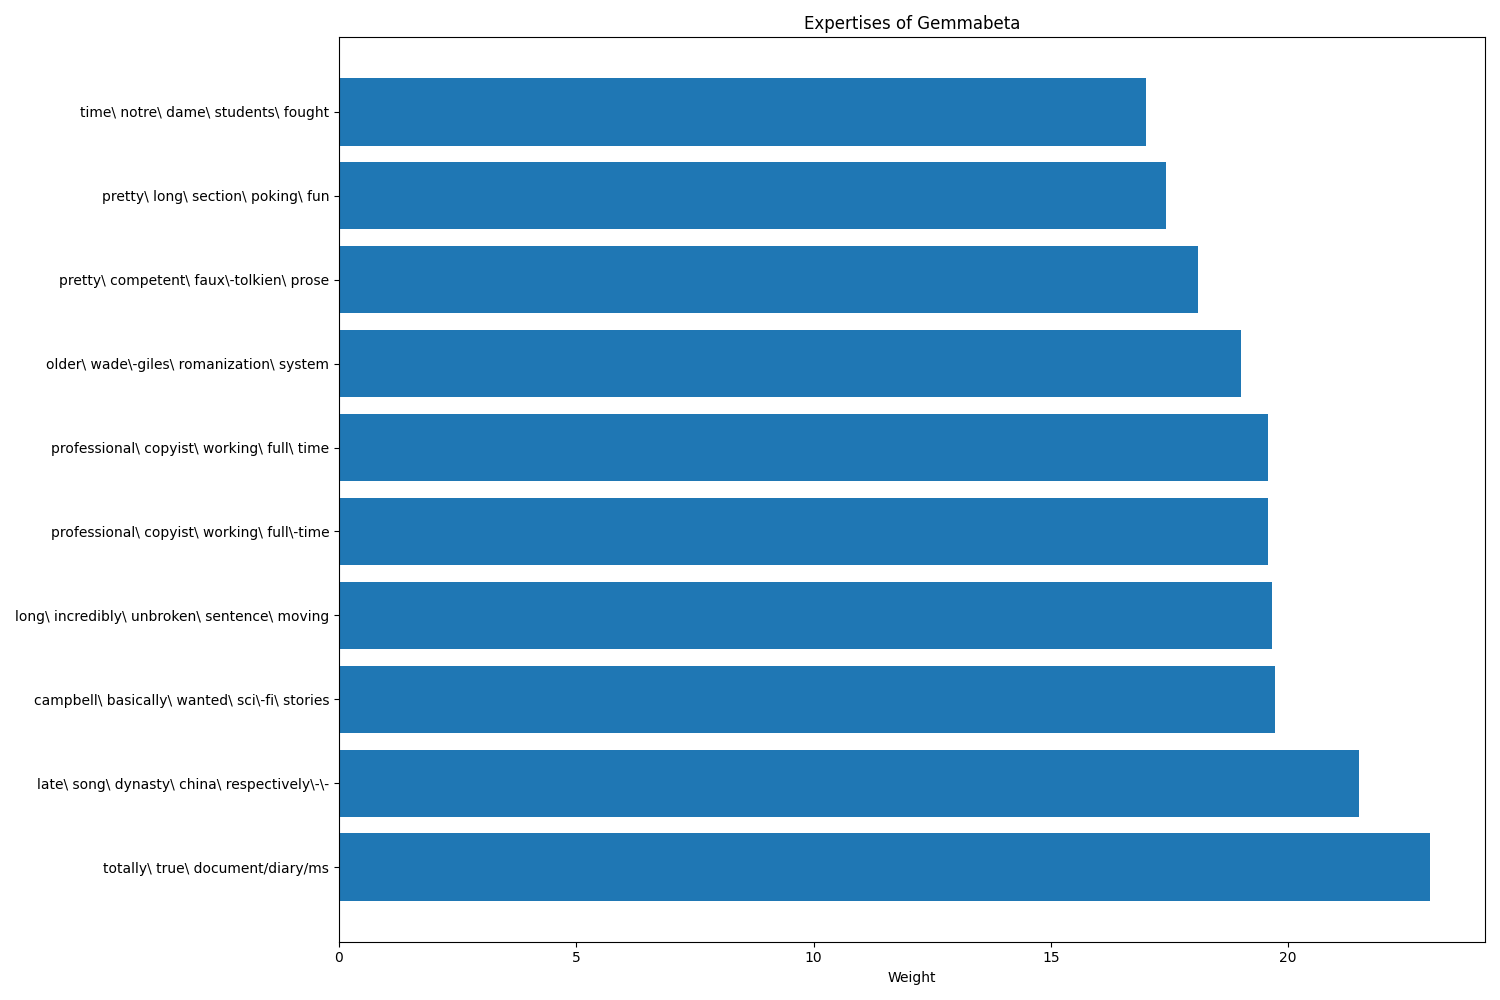 Expertises of Gemmabeta
time\ notre\ dame\ students\ fought
pretty\ long\ section\ poking\ fun
pretty\ competent\ faux\-tolkien\ prose
older\ wade\-giles\ romanization\ system
professional\ copyist\ working\ full\ time
professional\ copyist\ working\ full\-time
long\ incredibly\ unbroken\ sentence\ moving
campbell\ basically\ wanted\ sci\-fi\ stories
late\ song\ dynasty\ china\ respectively\-\-
totally\ true\ document/diary/ms
0 5 10 15 20
Weight